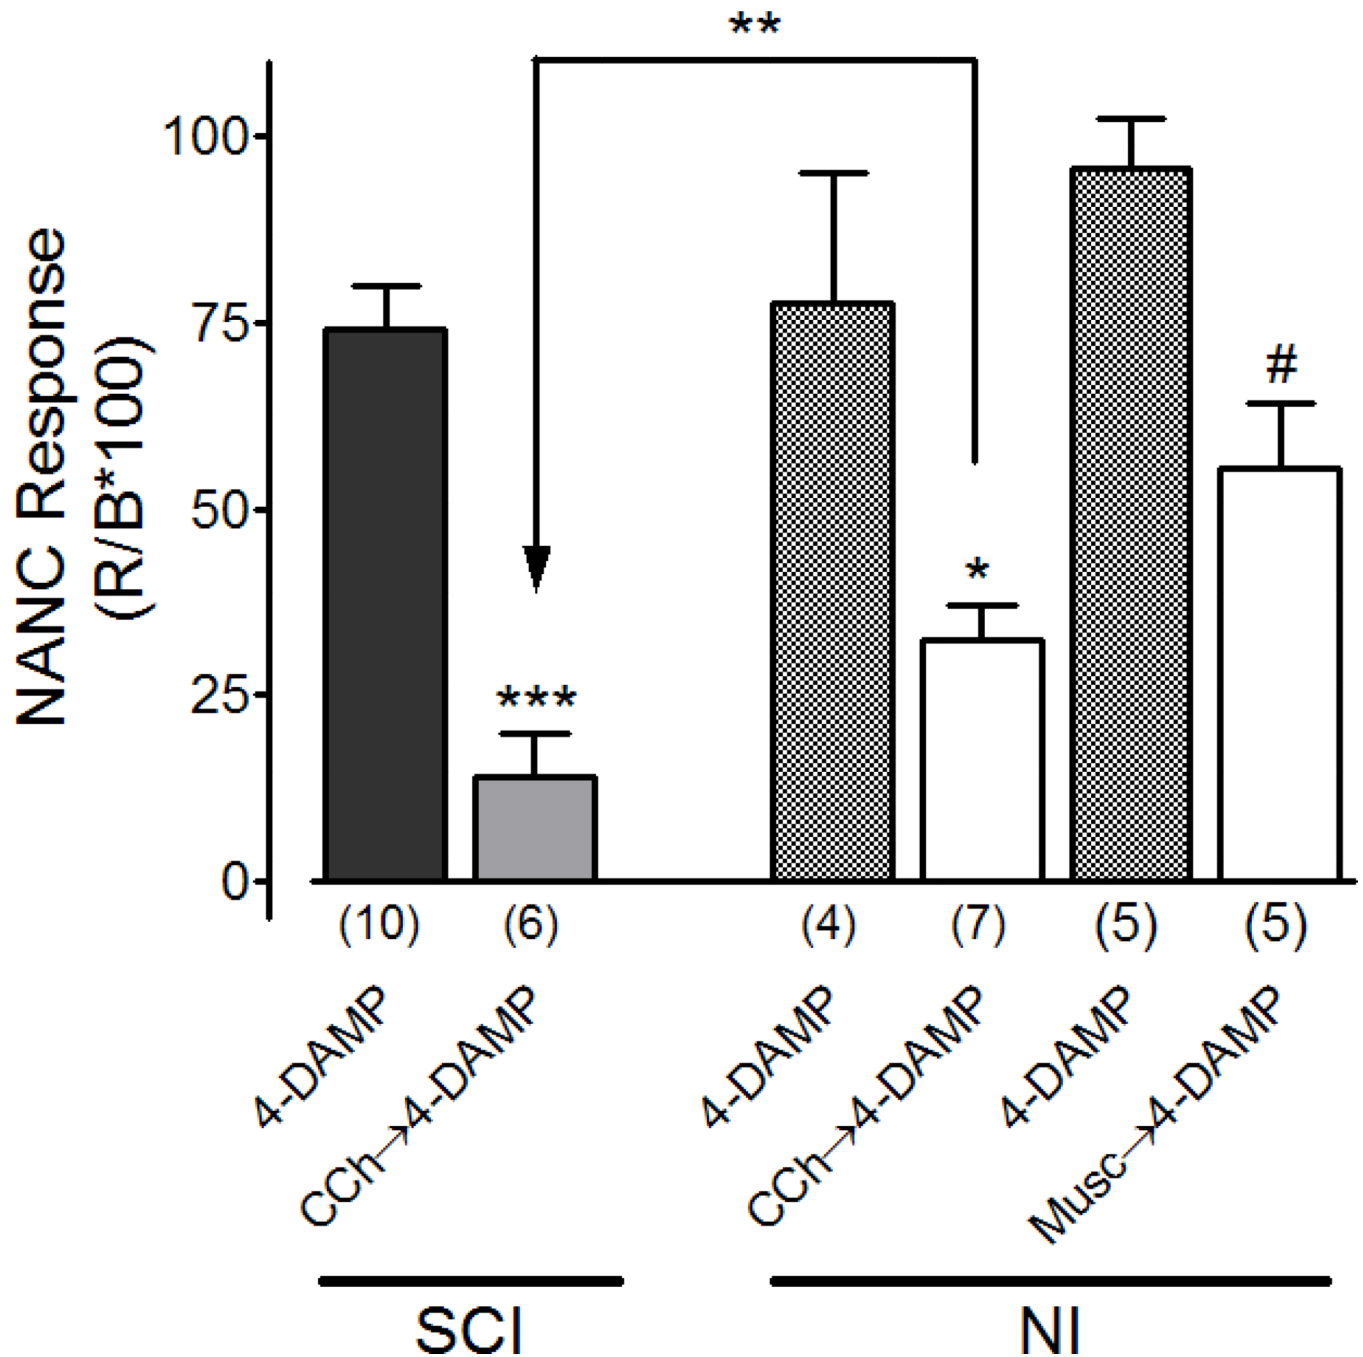 **
NANC Response
(R/B*100)
100
75
50
25
0
***
*
#
(10) (6) (4) (7) (5) (5)
4-DAMP
CCh→4-DAMP
4-DAMP
CCh→4-DAMP
4-DAMP
Musc→4-DAMP
SCI NI